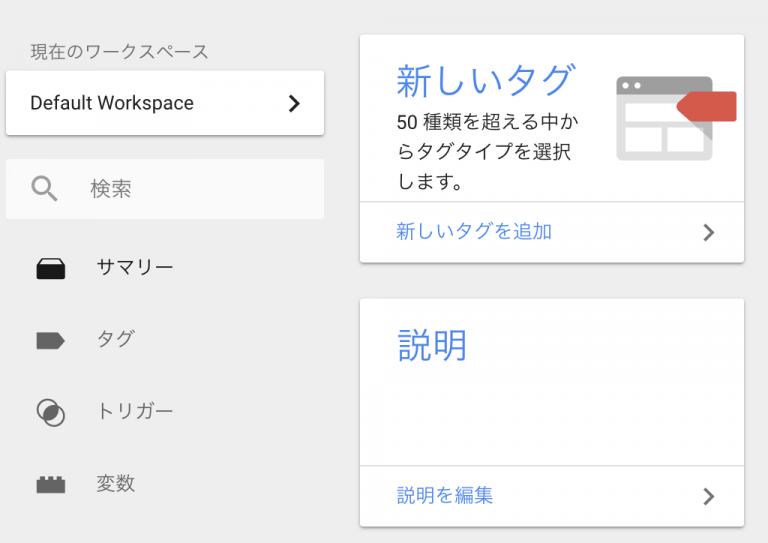 現在のワークスペース
Default Workspace
検索
サマリー
タグ
トリガー
変数
新しいタグ
50 種類を超える中か
らタグタイプを選択
します。
新しいタグを追加
説明
説明を編集